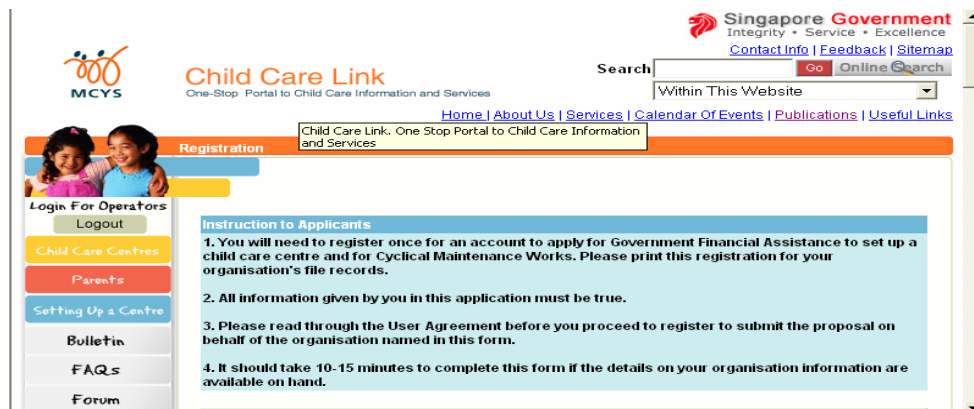 Singapore Government
Integrity • Service • Excellence
Contact Info | Feedback | Sitemap
MCYS
Child Care Link
One-Stop Portal to Child Care Information and Services
Search Go Online Search
Within This Website
Home | About Us | Services | Calendar Of Events | Publications | Useful Links
Child Care Link. One Stop Portal to Child Care Information
and Services
Registration
Login For Operators
Logout
Child Care Centres
Parents
Setting Up a Centre
Bulletin
FAQs
Forum
Instruction to Applicants
1. You will need to register once for an account to apply for Government Financial Assistance to set up a
child care centre and for Cyclical Maintenance Works. Please print this registration for your
organisation's file records.
2. All information given by you in this application must be true.
3. Please read through the User Agreement before you proceed to register to submit the proposal on
behalf of the organisation named in this form.
4. It should take 10-15 minutes to complete this form if the details on your organisation information are
available on hand.